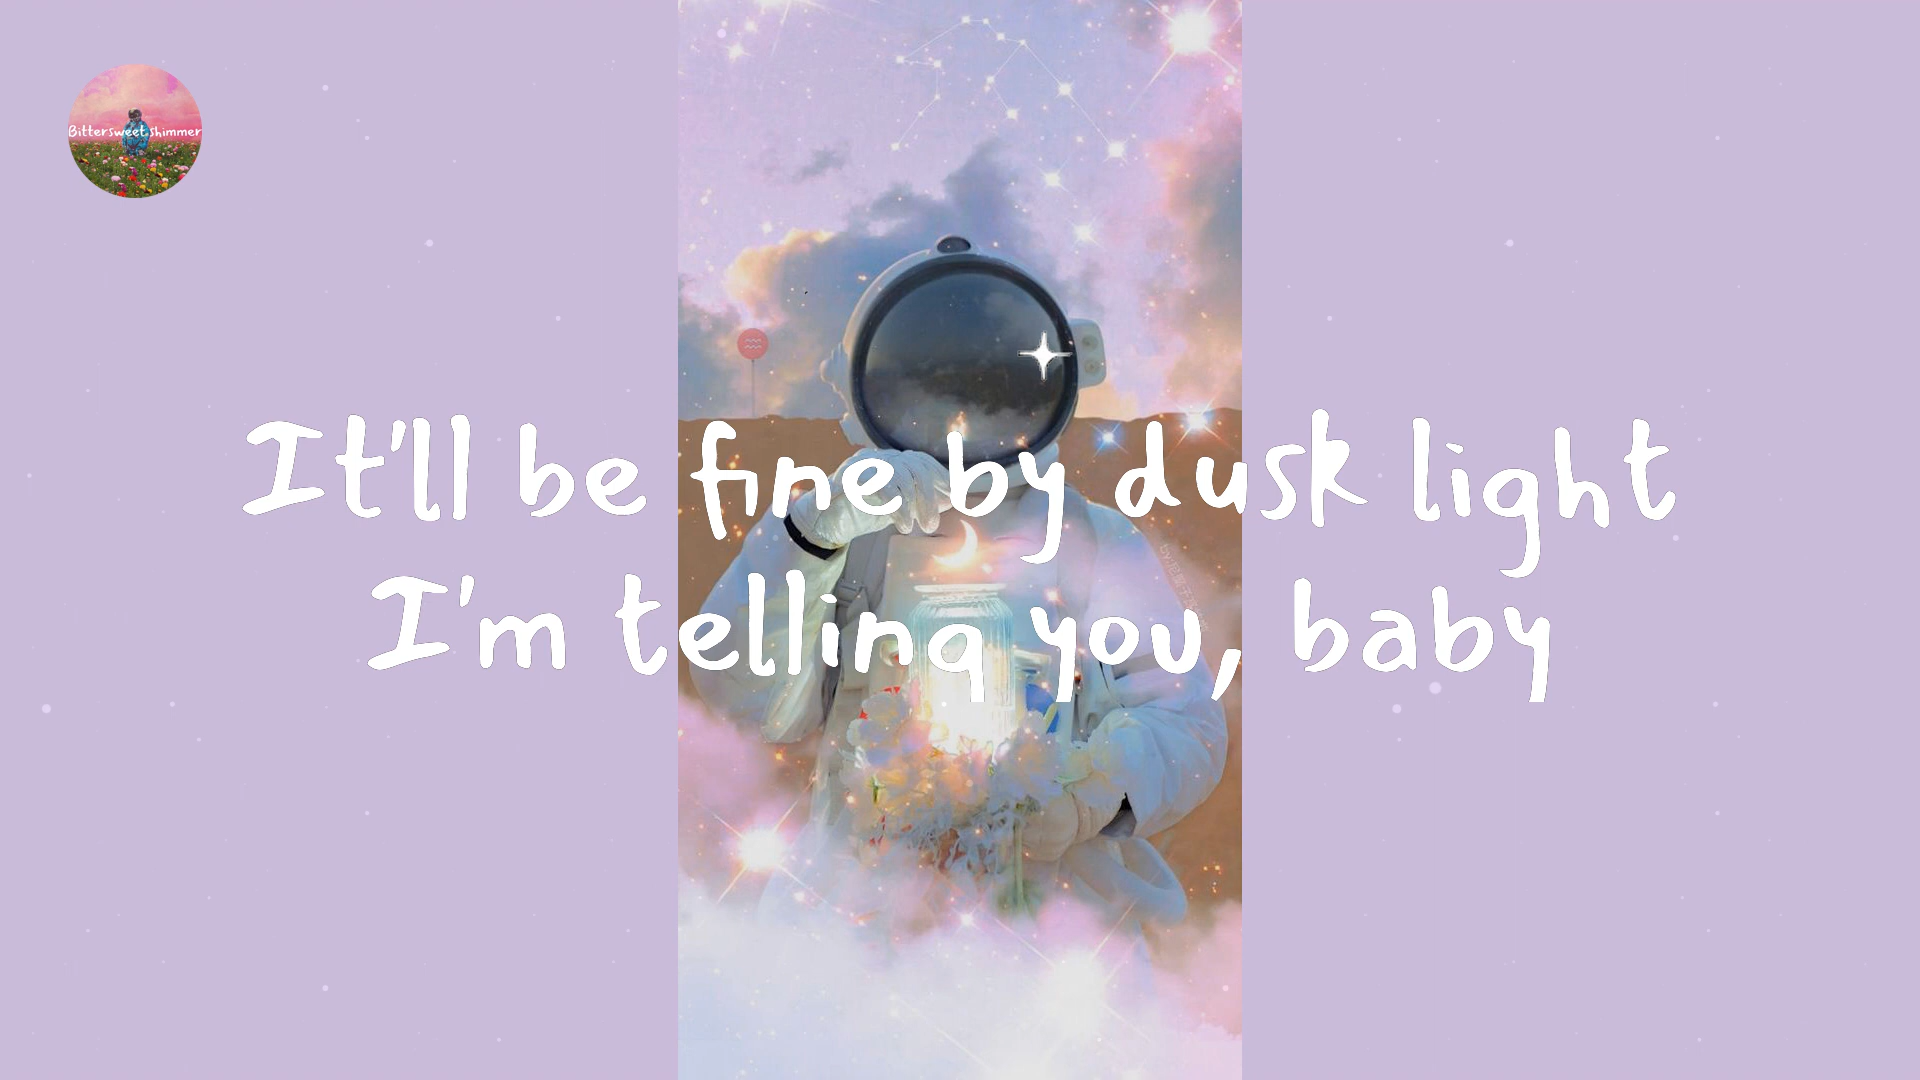 Bittersweet shimmer
It'll be fine by dusk light
I'm telling you, baby